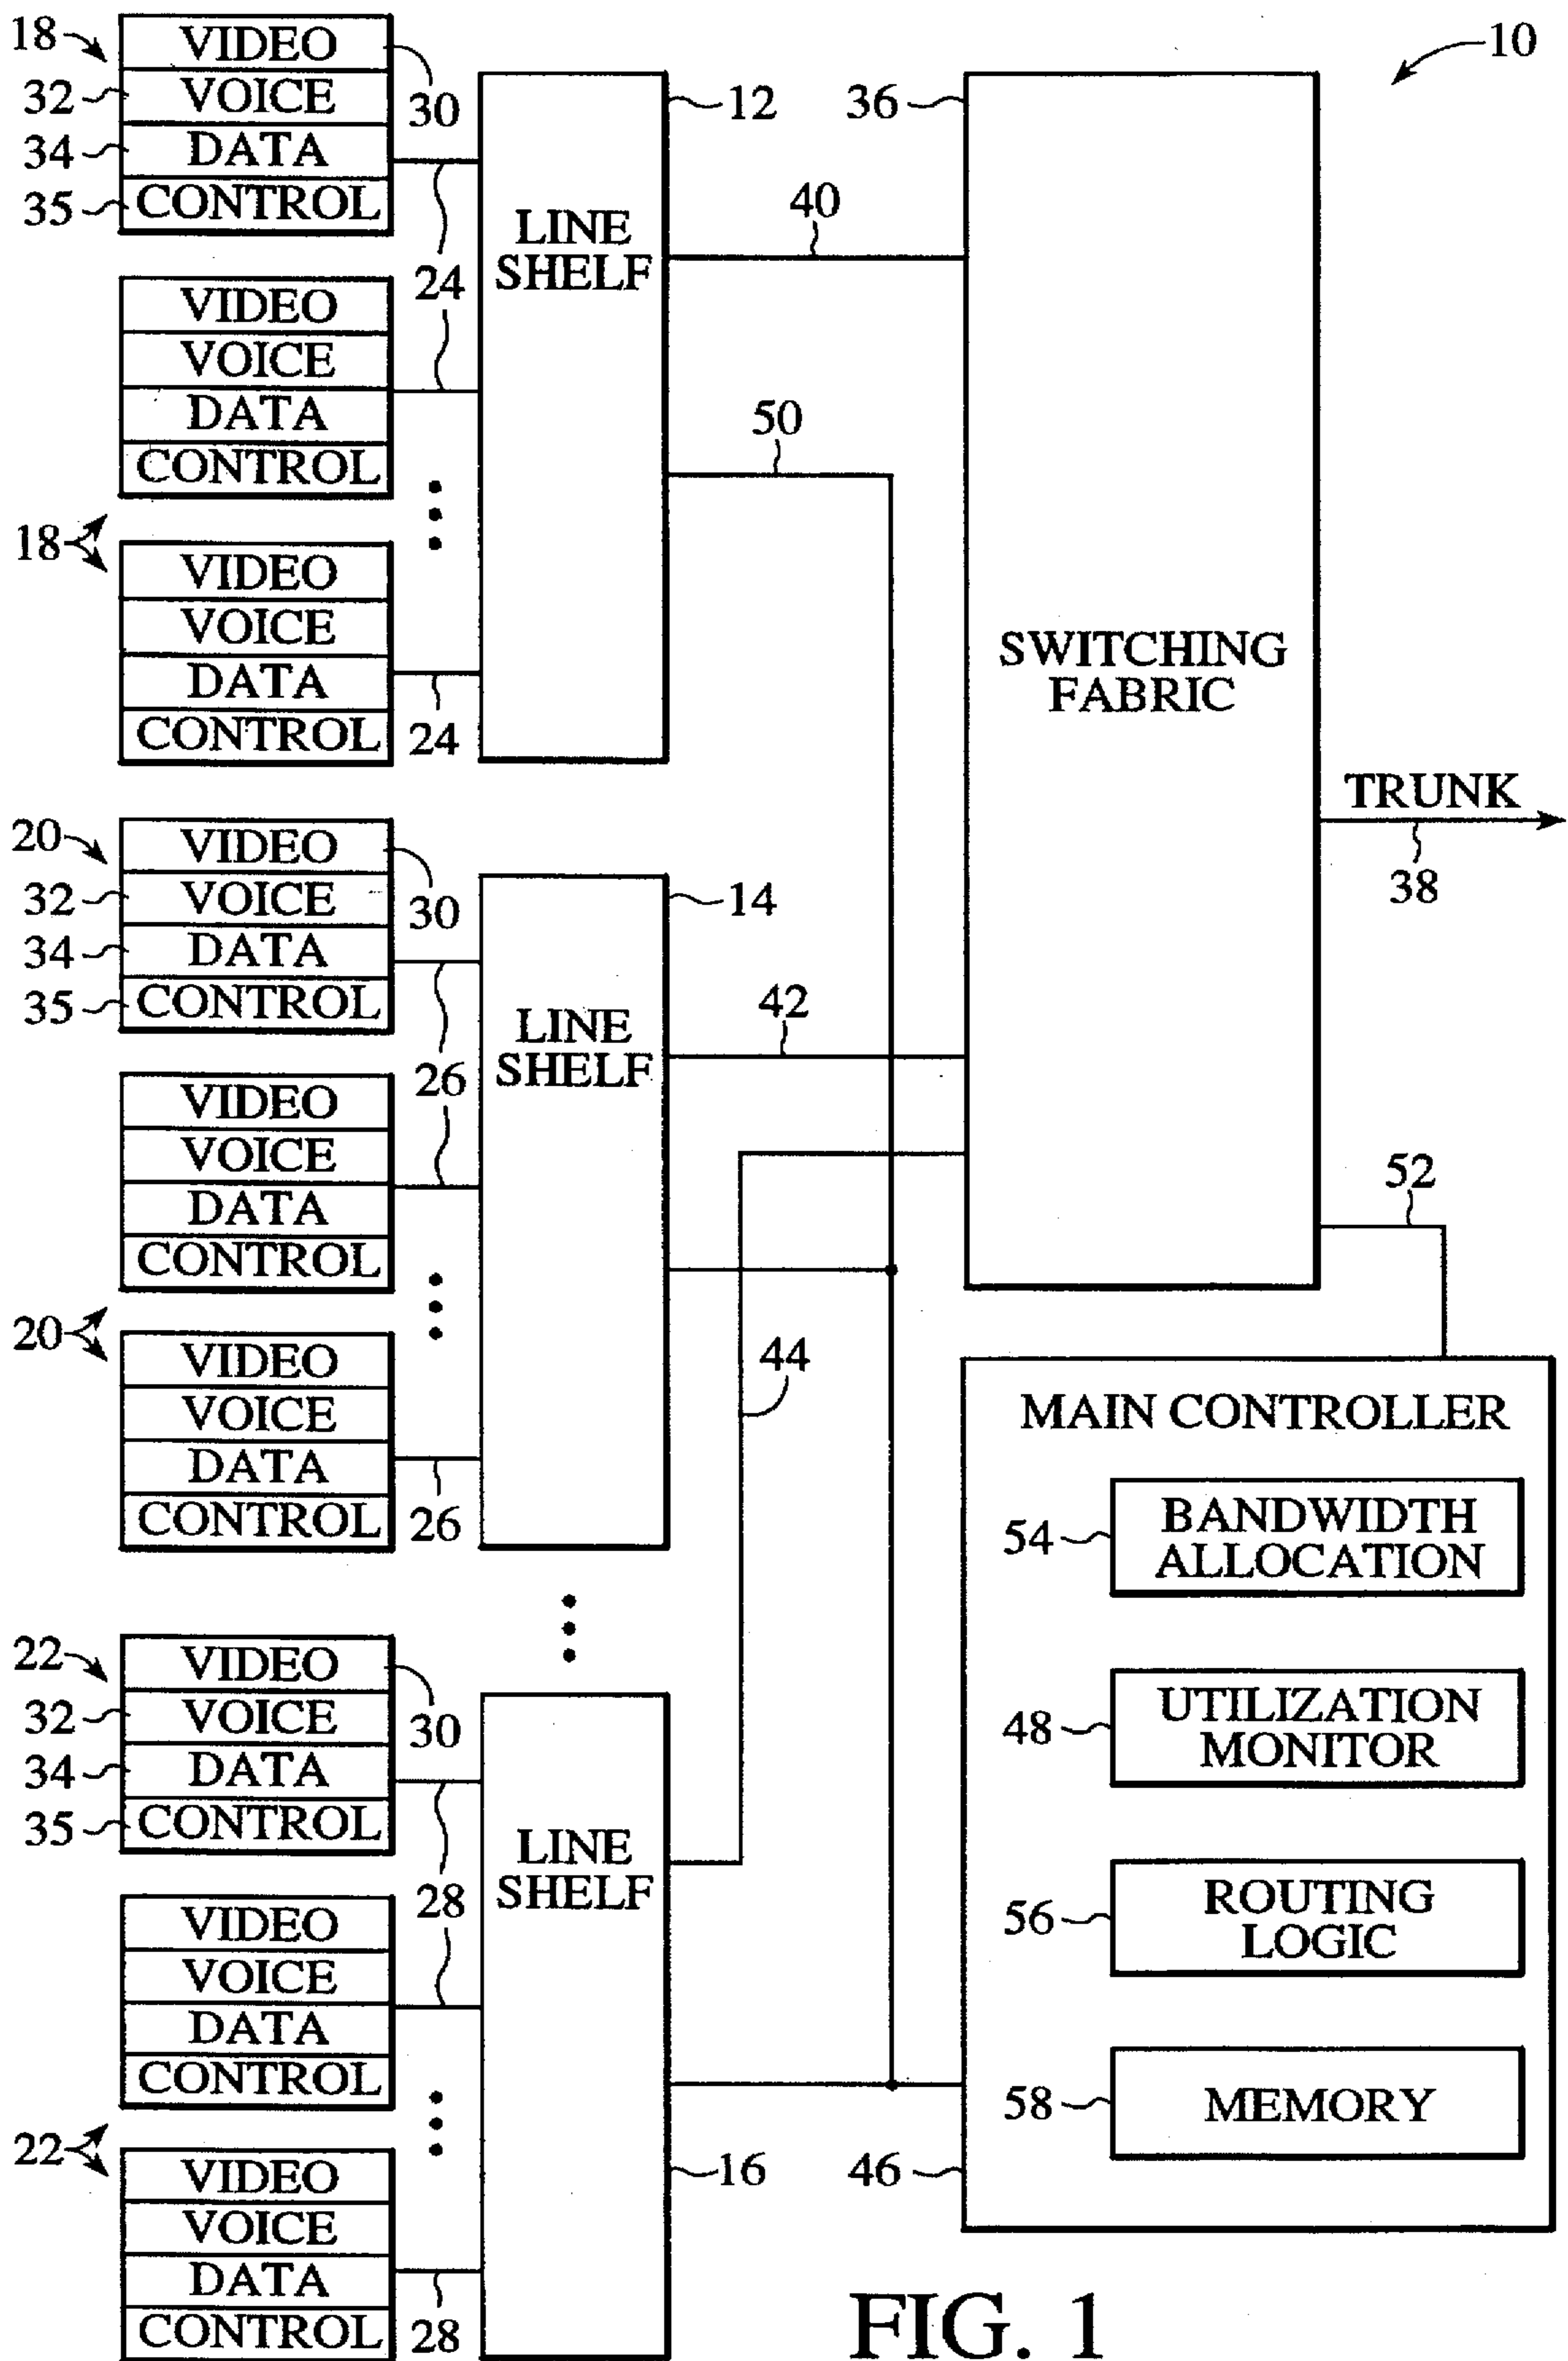 18
VIDEO
32
VOICE
30
34
DATA
35
CONTROL
24
VIDEO
VOICE
DATA
CONTROL
18
VIDEO
VOICE
DATA
CONTROL
24
12
LINE
SHELF
40
50
36
SWITCHING
FABRIC
10
TRUNK
38
20
VIDEO
32
VOICE
30
34
DATA
35
CONTROL
26
VIDEO
VOICE
DATA
CONTROL
20
VIDEO
VOICE
DATA
CONTROL
26
14
LINE
SHELF
42
44
52
22
VIDEO
32
VOICE
30
34
DATA
35
CONTROL
28
VIDEO
VOICE
DATA
CONTROL
22
VIDEO
VOICE
DATA
CONTROL
28
LINE
SHELF
16
46
MAIN CONTROLLER
54
BANDWIDTH
ALLOCATION
48
UTILIZATION
MONITOR
56
ROUTING
LOGIC
58
MEMORY
FIG. 1